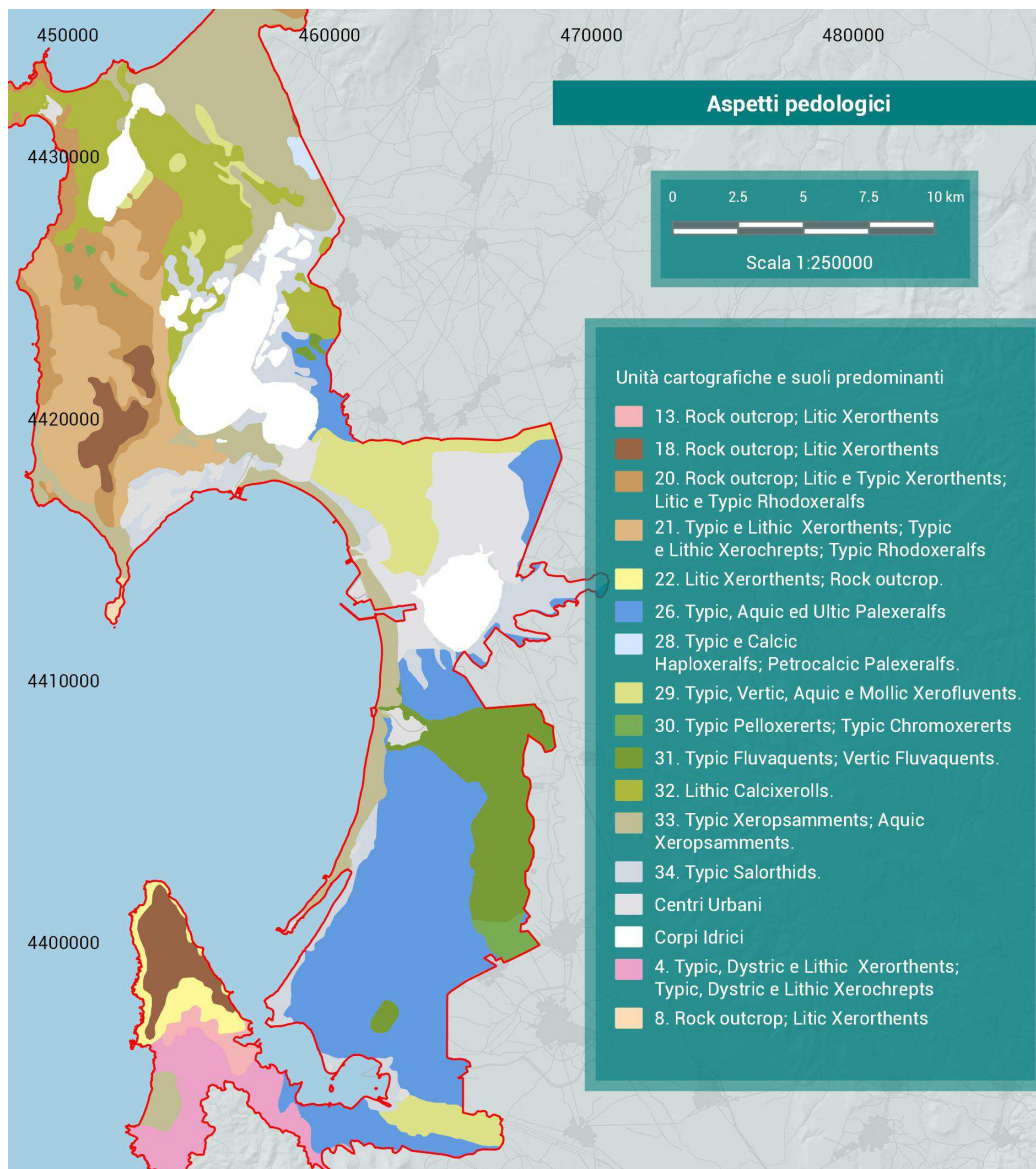 450000 460000 470000 480000
Aspetti pedologici
4430000
0 2.5 5 7.5 10 km
Scala 1:250000
Unità cartografiche e suoli predominanti
13. Rock outcrop; Litic Xerorthents
4420000
18. Rock outcrop; Litic Xerorthents
20. Rock outcrop; Litic e Typic Xerorthents;
Litic e Typic Rhodoxeralfs
21. Typic e Lithic Xerorthents; Typic
e Lithic Xerochrepts; Typic Rhodoxeralfs
22. Litic Xerorthents; Rock outcrop.
26. Typic, Aquic ed Ultic Palexeralfs
28. Typic e Calcic
Haploxeralfs; Petrocalcic Palexeralfs.
4410000
29. Typic, Vertic, Aquic e Mollic Xerofluvents.
30. Typic Pelloxererts; Typic Chromoxererts
31. Typic Fluvaquents; Vertic Fluvaquents.
32. Lithic Calcixerolls.
33. Typic Xeropsamments; Aquic
Xeropsamments.
34. Typic Salorthids.
Centri Urbani
4400000
Corpi Idrici
4. Typic, Dystric e Lithic Xerorthents;
Typic, Dystric e Lithic Xerochrepts
8. Rock outcrop; Litic Xerorthents